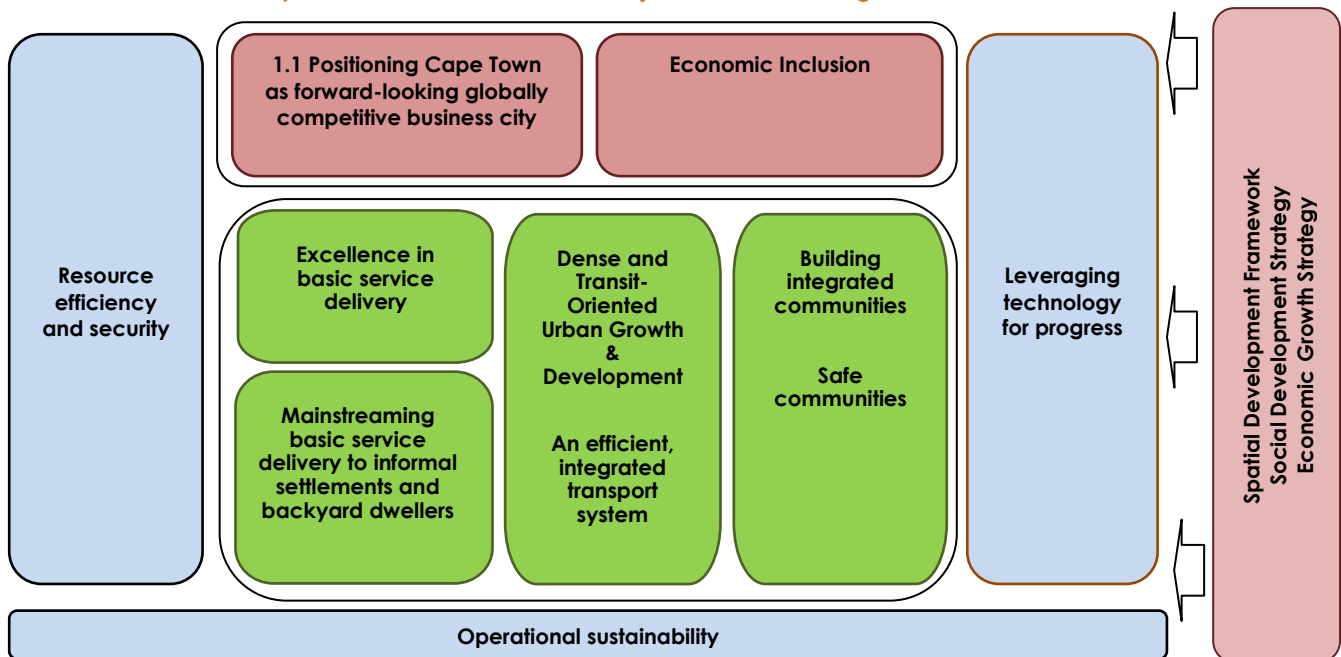 1.1 Positioning Cape Town
as forward-looking globally
competitive business city
Economic Inclusion
Resource
efficiency
and security
Excellence in
basic service
delivery
Mainstreaming
basic service
delivery to informal
settlements and
backyard dwellers
Dense and
Transit-
Oriented
Urban Growth
&
Development
An efficient,
integrated
transport
system
Building
integrated
communities
Safe
communities
Leveraging
technology
for progress
Spatial Development Framework
Social Development Strategy
Economic Growth Strategy
Operational sustainability